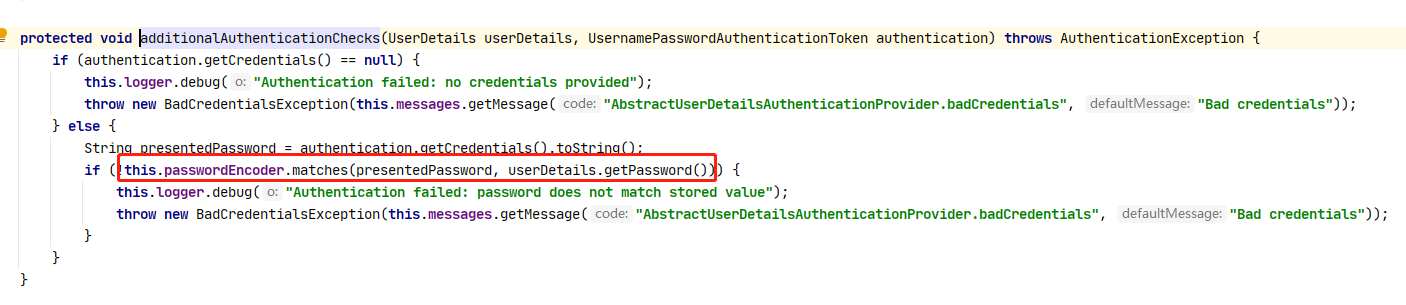 protected void additionalAuthenticationChecks(UserDetails userDetails, UsernamePasswordAuthenticationToken authentication) throws AuthenticationException {
if (authentication.getCredentials() == null) {
this.logger.debug( o: "Authentication failed: no credentials provided");
throw new BadCredentialsException(this.messages.getMessage( code: "AbstractUserDetailsAuthenticationProvider.badCredentials", defaultMessage: "Bad credentials"));
} else {
String presentedPassword = authentication.getCredentials().toString();
if (!this.passwordEncoder.matches(presentedPassword, userDetails.getPassword())) {
this.logger.debug( o: "Authentication failed: password does not match stored value");
throw new BadCredentialsException(this.messages.getMessage( code: "AbstractUserDetailsAuthenticationProvider.badCredentials", defaultMessage: "Bad credentials"));
}
}
}